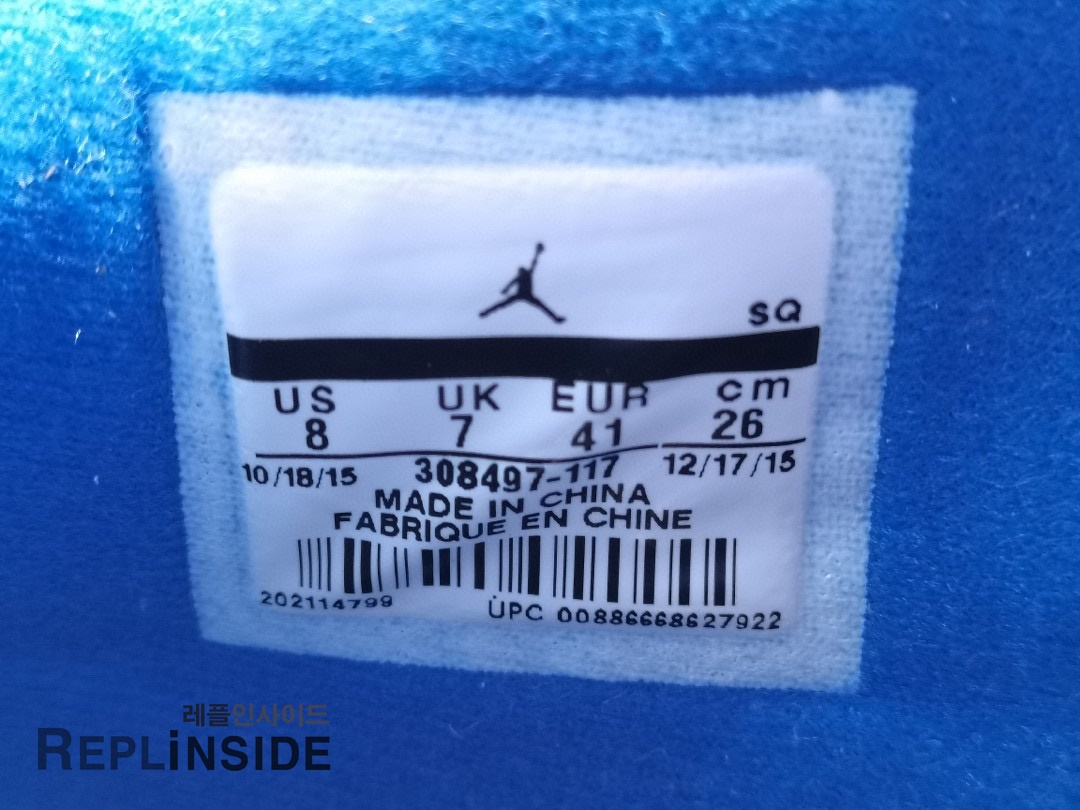 SQ
US UK EUR cm
8 7 41 26
10/18/15 308497-117 12/17/15
MADE IN CHINA
FABRIQUE EN CHINE
202114799 UPC 00886668627922
레플인사이드
REPLiNSIDE